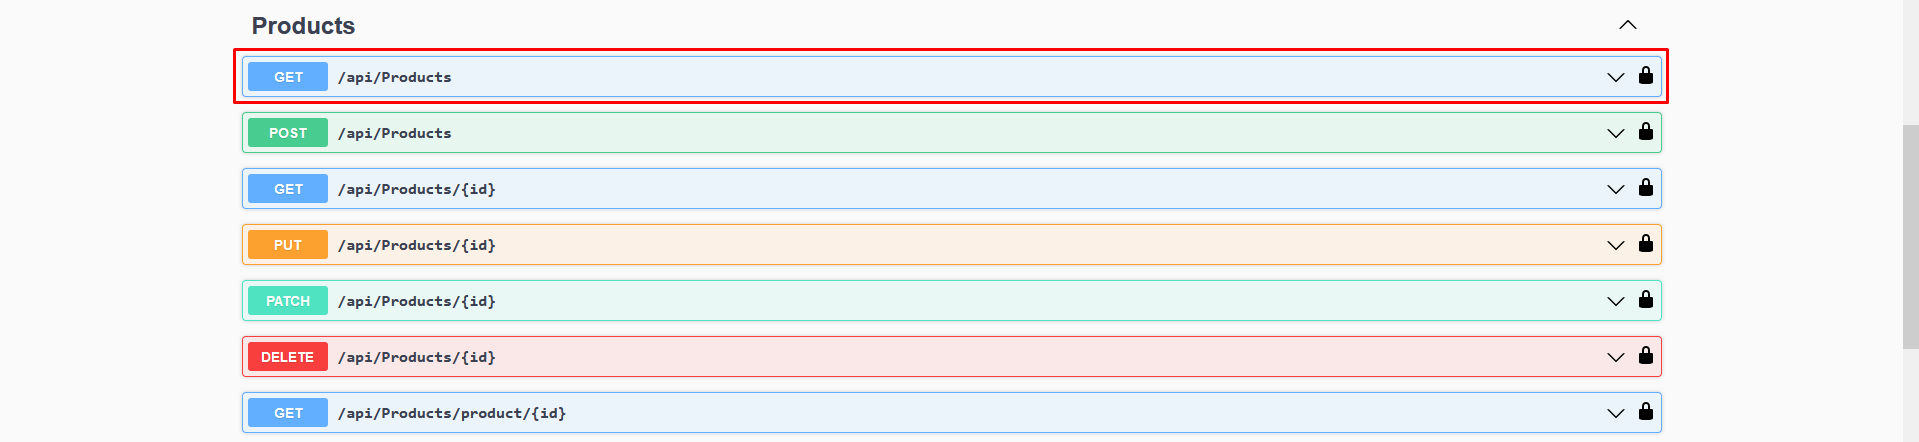 Products
GET /api/Products
POST /api/Products
GET /api/Products/{id}
PUT /api/Products/{id}
PATCH /api/Products/{id}
DELETE /api/Products/{id}
GET /api/Products/product/{id}